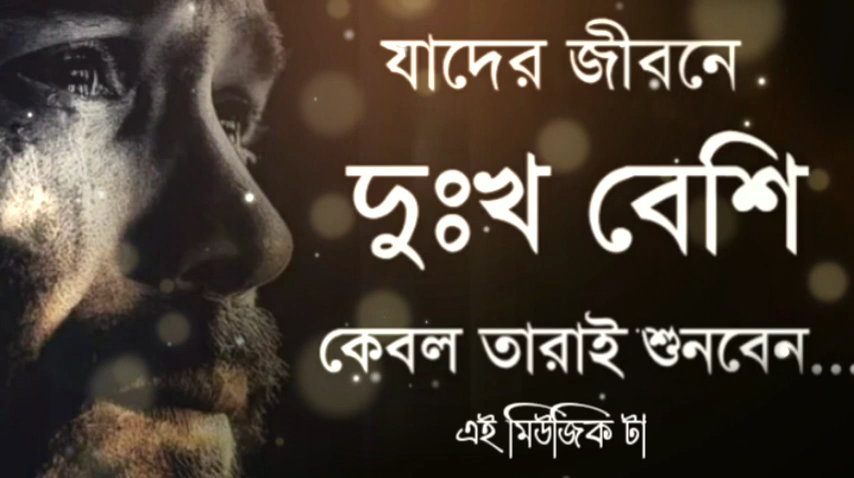 যাদের জীবনে
দুঃখ বেশি
কেবল তারাই শুনবেন...
এই মিউজিক টা